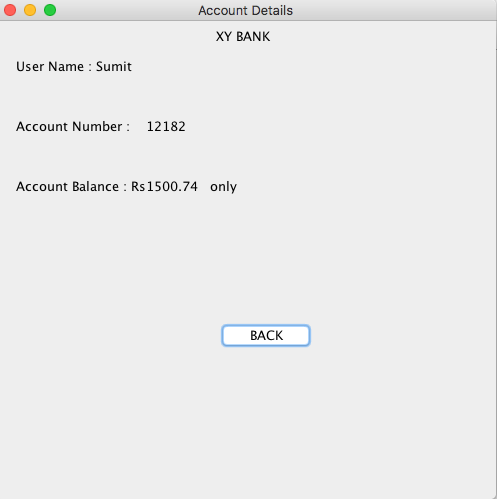 Account Details
XY BANK
User Name : Sumit
Account Number :    12182
Account Balance : Rs1500.74   only
BACK